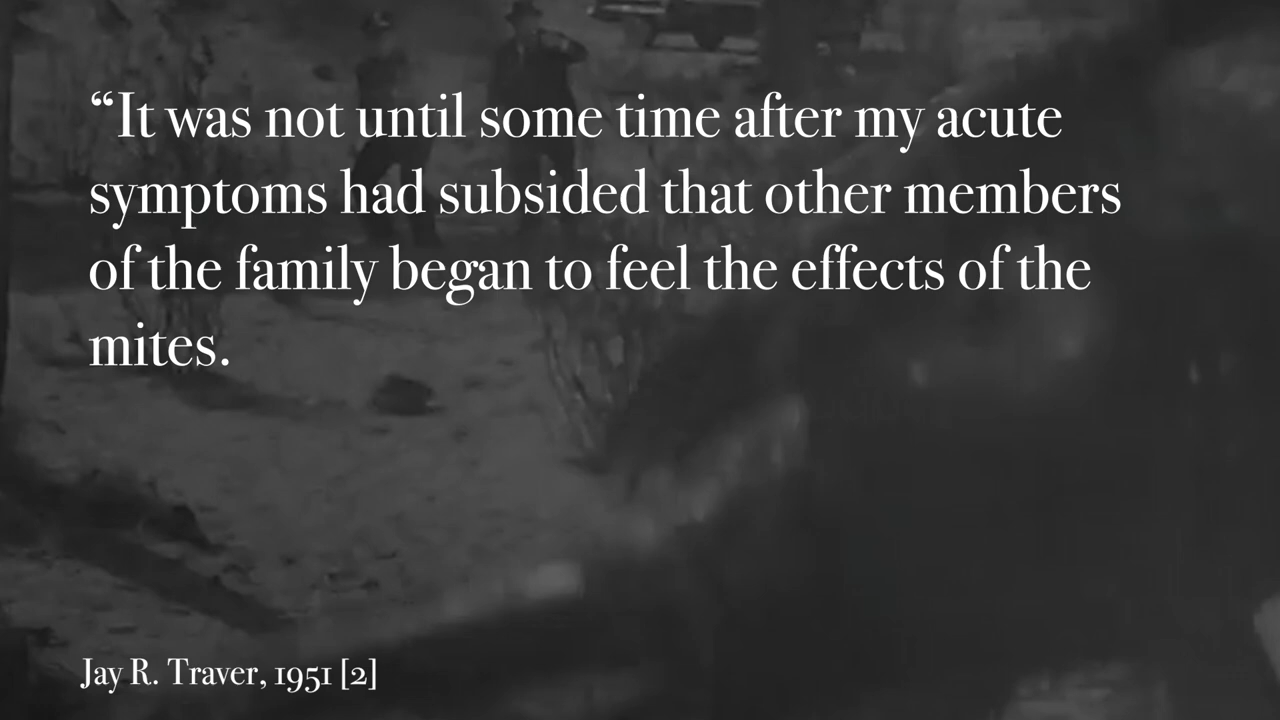 “It was not until some time after my acute
symptoms had subsided that other members
of the family began to feel the effects of the
mites.
Jay R. Traver, 1951 [2]